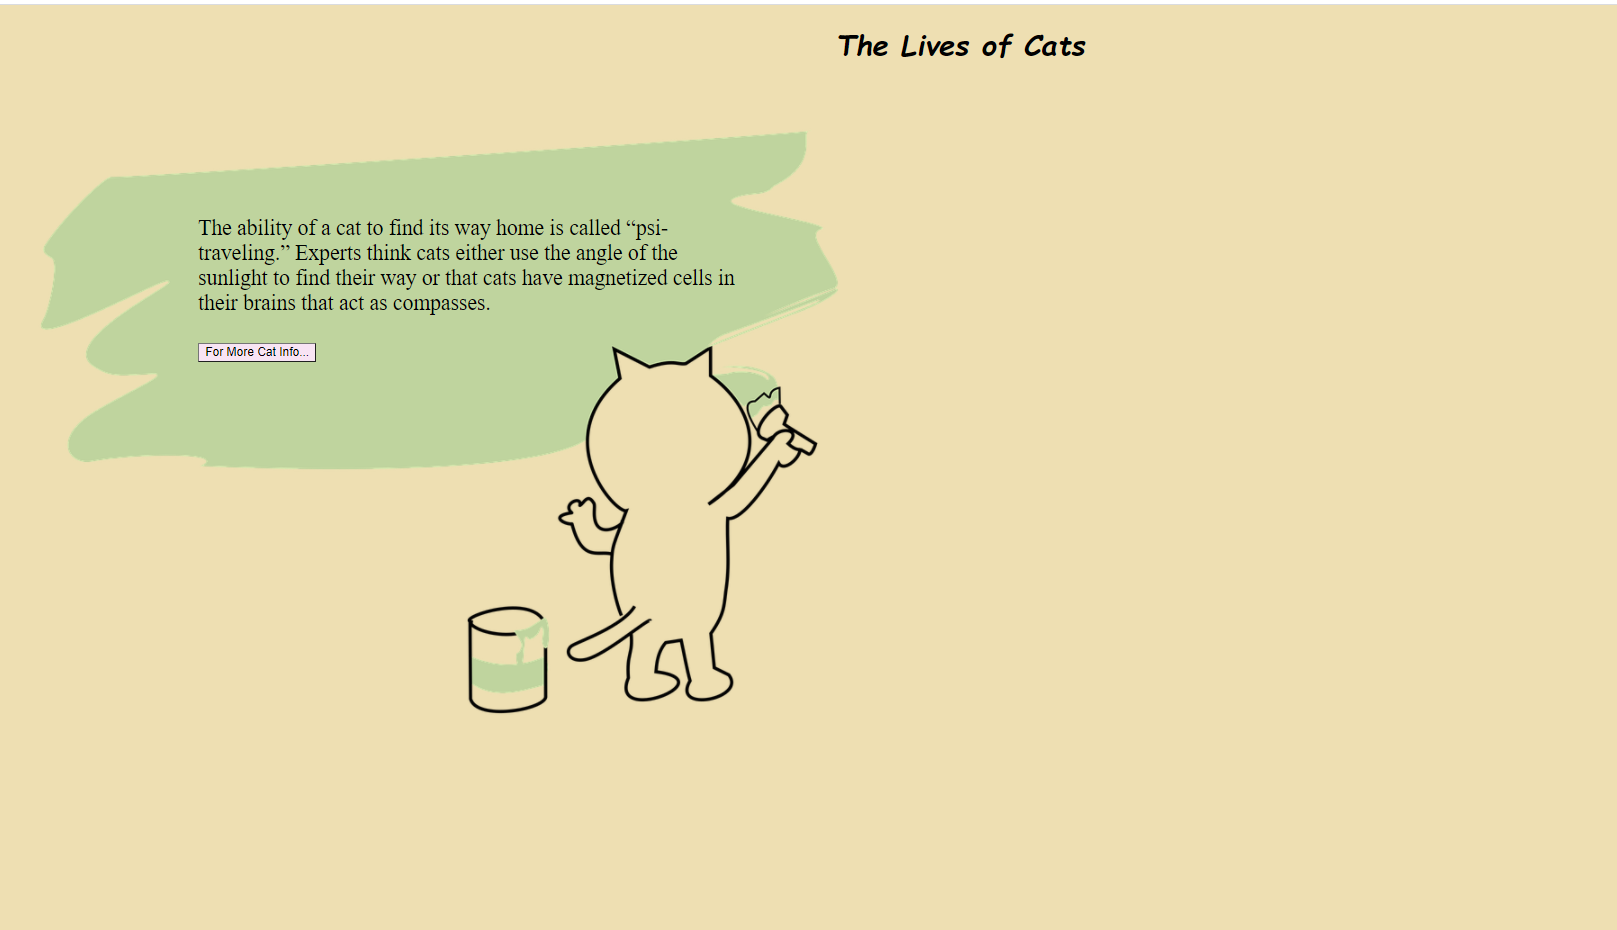 The Lives of Cats
The ability of a cat to find its way home is called “psi-
traveling.” Experts think cats either use the angle of the
sunlight to find their way or that cats have magnetized cells in
their brains that act as compasses.
For More Cat Info...